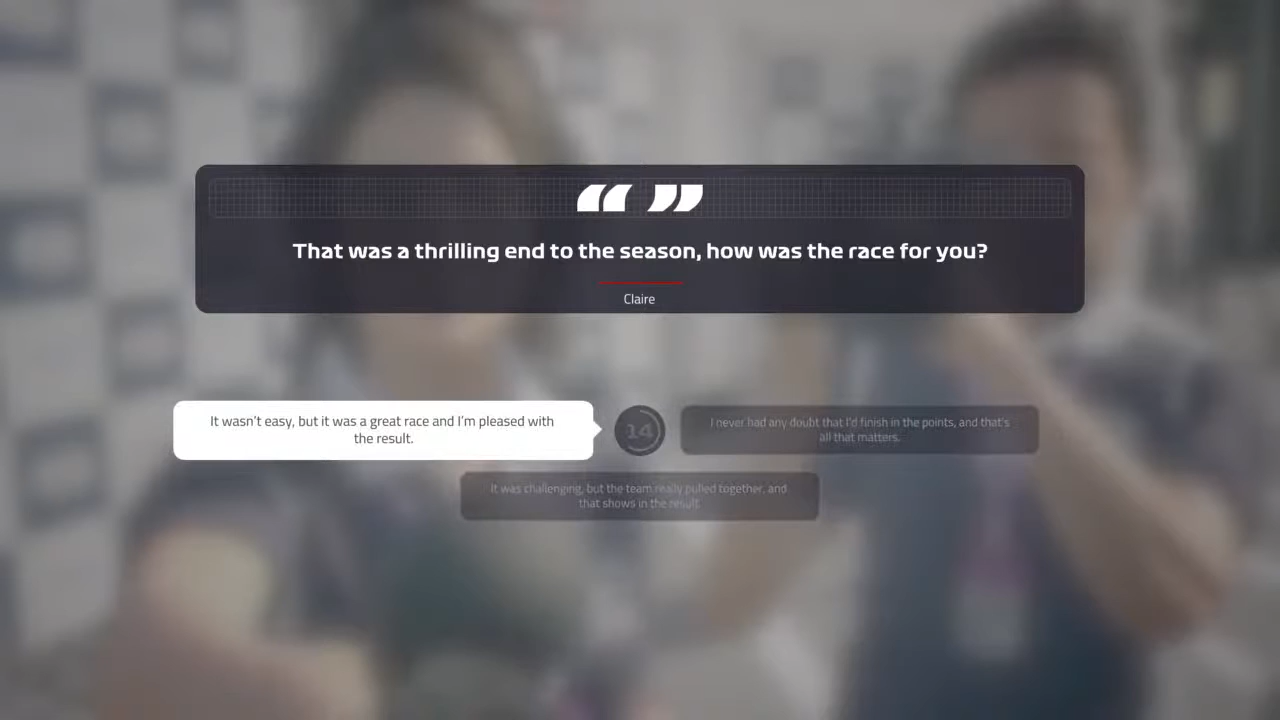 “ ”
That was a thrilling end to the season, how was the race for you?
Claire
It wasn't easy, but it was a great race and I'm pleased with
the result.
14
I never had any doubt that I'd finish in the points, and that's
all that matters.
It was challenging, but the team really pulled together, and
that shows in the result.